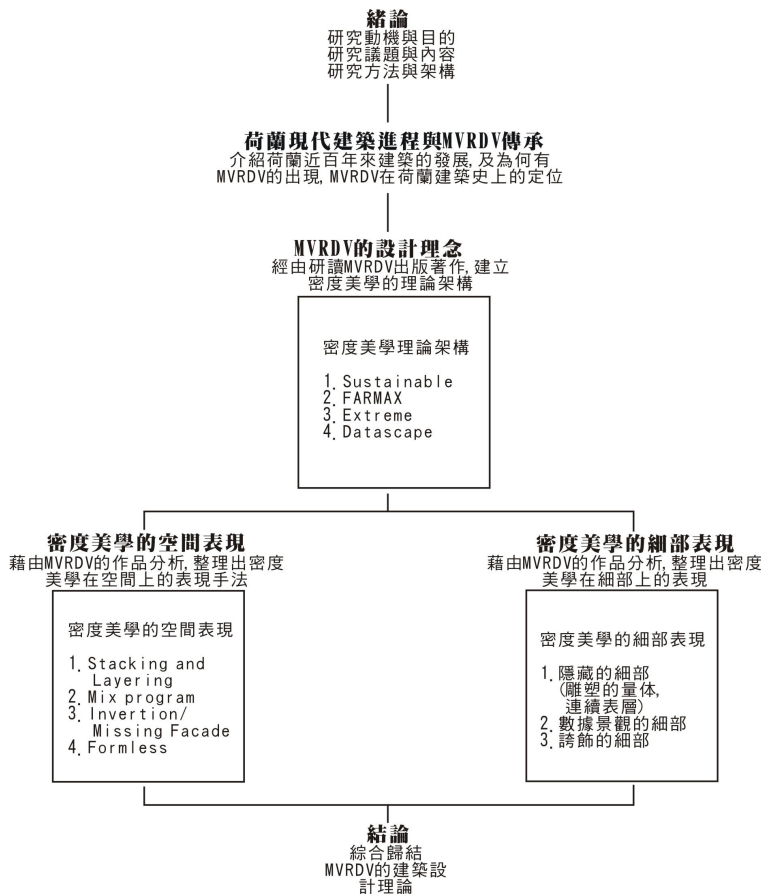 緒論
研究動機與目的
研究議題與內容
研究方法與架構
荷蘭現代建築進程與MVRDV傳承
介紹荷蘭近百年來建築的發展,及為何有
MVRDV的出現,MVRDV在荷蘭建築史上的定位
MVRDV的設計理念
經由研讀MVRDV出版著作,建立
密度美學的理論架構
密度美學理論架構
1. Sustainable
2. FARMAX
3. Extreme
4. Datascape
密度美學的空間表現
藉由MVRDV的作品分析,整理出密度
美學在空間上的表現手法
密度美學的空間表現
1. Stacking and
Layering
2. Mix program
3. Invertion/
Missing Facade
4. Formless
密度美學的細部表現
藉由MVRDV的作品分析,整理出密度
美學在細部上的表現
密度美學的細部表現
1. 隱藏的細部
(雕塑的量体,
連續表層)
2. 數據景觀的細部
3. 誇飾的細部
結論
綜合歸結
MVRDV的建築設
計理論